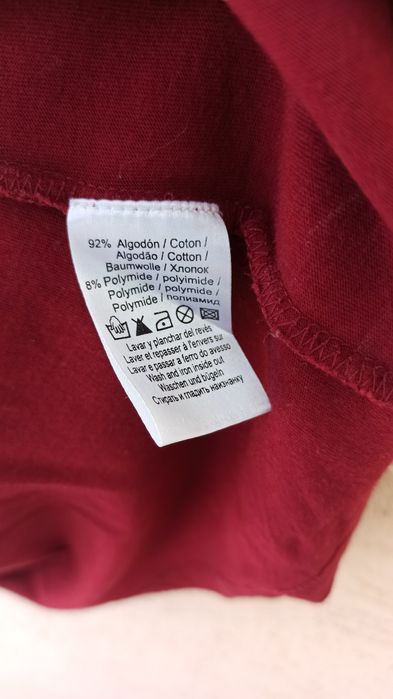 92% Algodón / Coton /
Algodão / Cotton /
Baumwolle / Хлопок
8% Polymide / polyimide /
Polymide / polymide /
Polymide / полиамид
Lavar y planchar del revés
Laver et repasser à l'envers sur
Lavar e passar a ferro do avesso
Wash and iron inside out
Waschen und bügeln
Стирать и гладить наизнанку